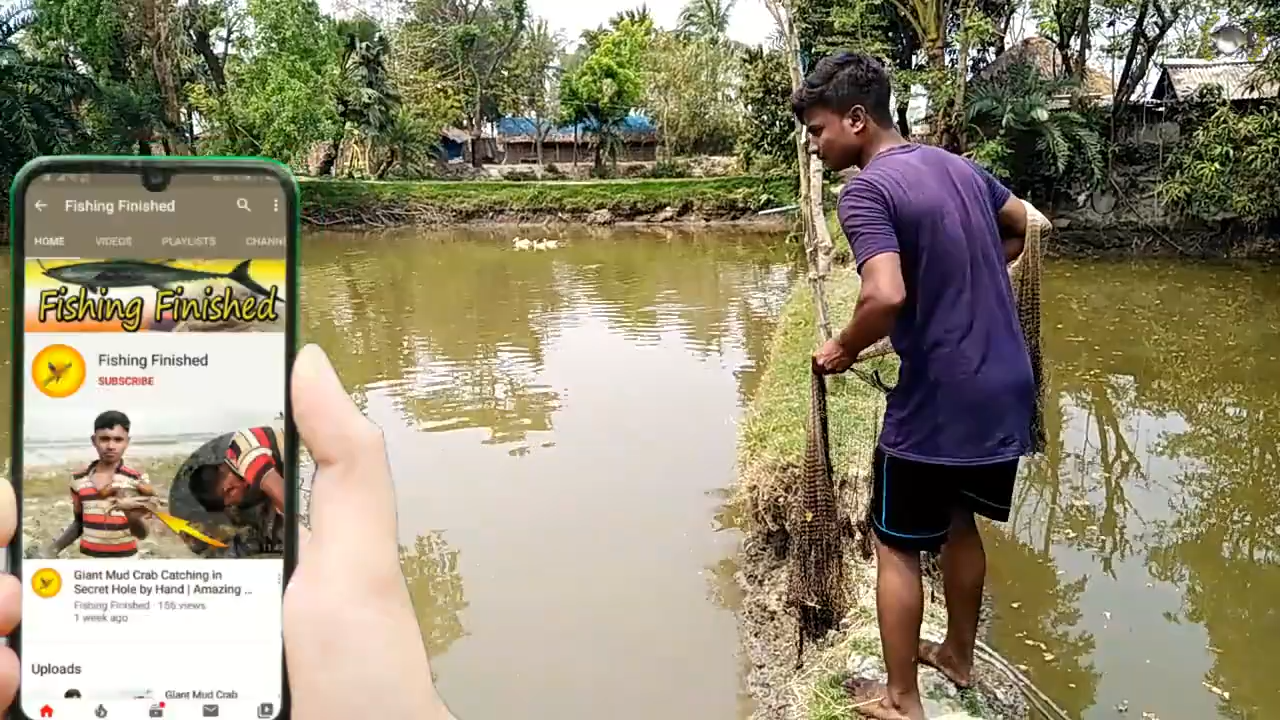 Fishing Finished
HOME VIDEOS PLAYLISTS CHANN
Fishing Finished
Fishing Finished
SUBSCRIBE
Giant Mud Crab Catching in
Secret Hole by Hand | Amazing ...
Fishing Finished · 156 views
1 week ago
Uploads
Giant Mud Crab